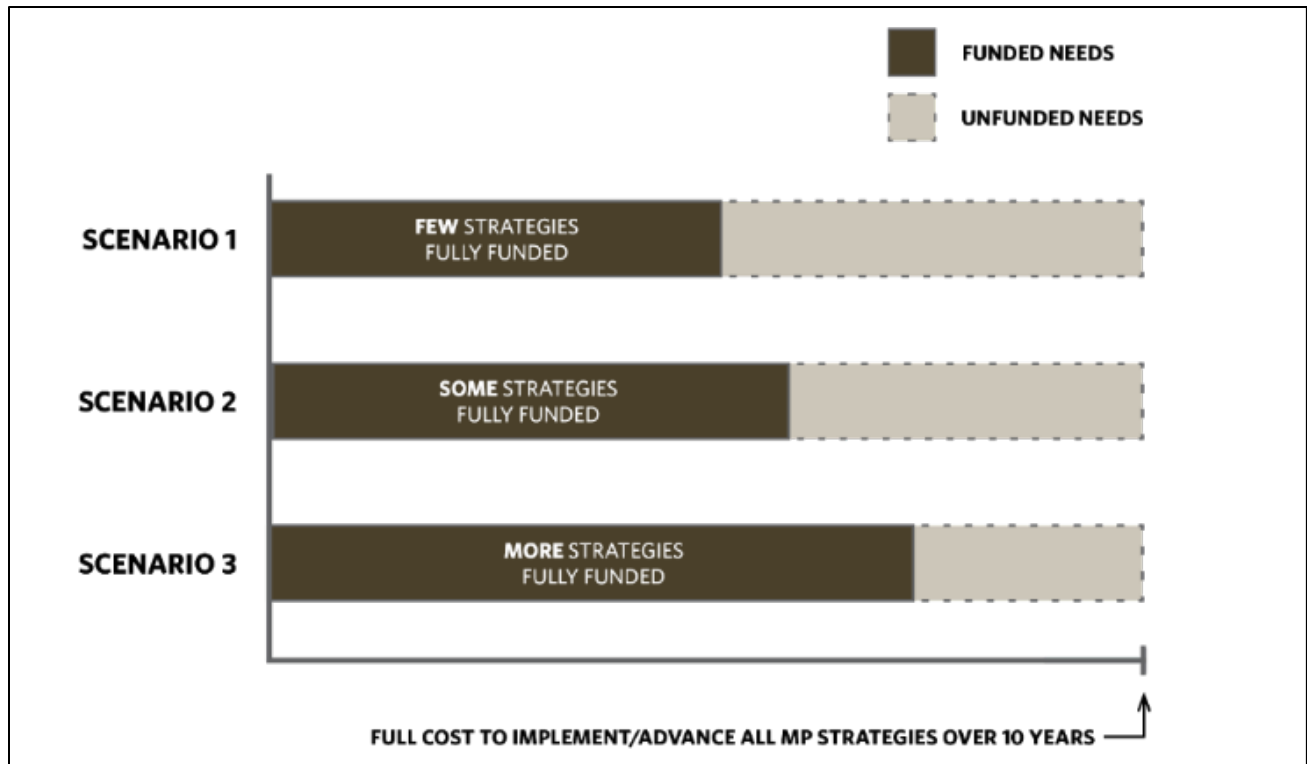 FUNDED NEEDS
UNFUNDED NEEDS
SCENARIO 1
FEW STRATEGIES
FULLY FUNDED
SCENARIO 2
SOME STRATEGIES
FULLY FUNDED
SCENARIO 3
MORE STRATEGIES
FULLY FUNDED
FULL COST TO IMPLEMENT/ADVANCE ALL MP STRATEGIES OVER 10 YEARS